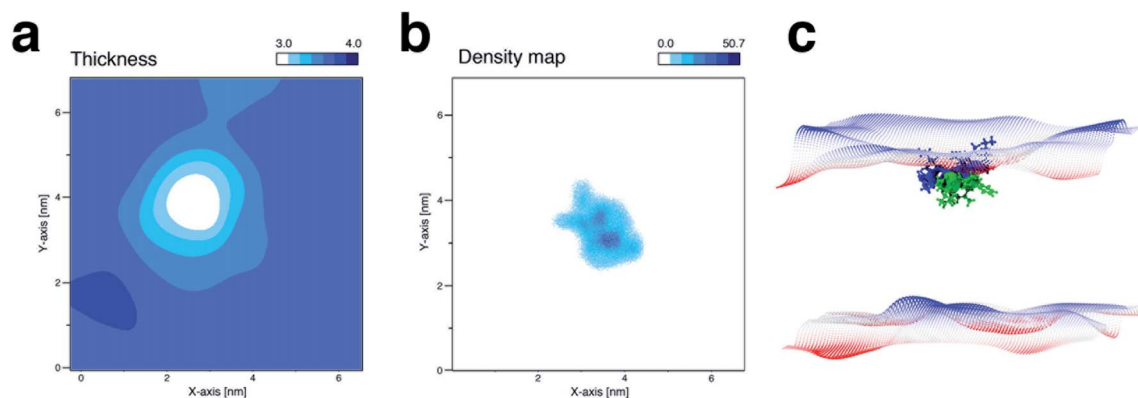 a
Thickness
3.0 4.0
Y-axis [nm]
6
4
2
0
0 2 4 6
X-axis [nm]
b
Density map
0.0 50.7
Y-axis [nm]
6
4
2
0
2 4 6
X-axis [nm]
c